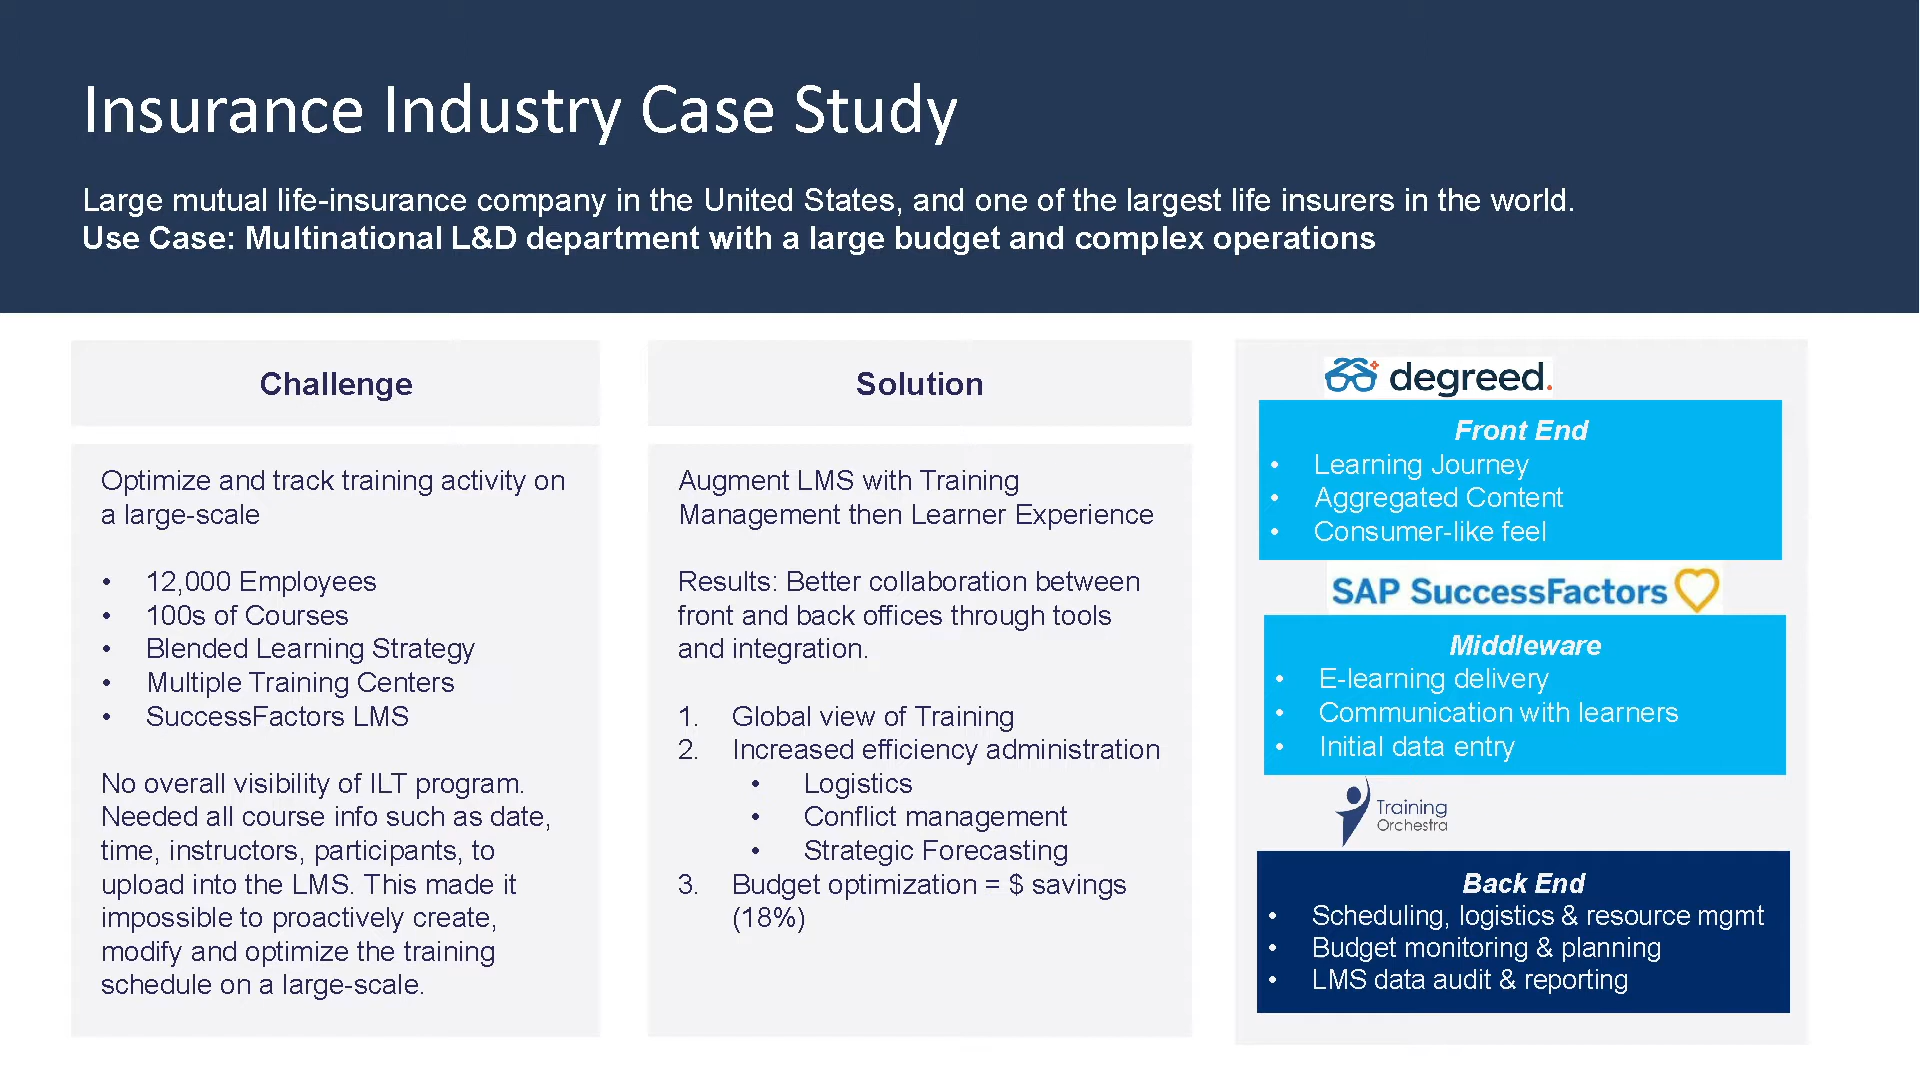 Insurance Industry Case Study
Large mutual life-insurance company in the United States, and one of the largest life insurers in the world.
Use Case: Multinational L&D department with a large budget and complex operations
Challenge
Optimize and track training activity on
a large-scale
• 12,000 Employees
• 100s of Courses
• Blended Learning Strategy
• Multiple Training Centers
• SuccessFactors LMS
No overall visibility of ILT program.
Needed all course info such as date,
time, instructors, participants, to
upload into the LMS. This made it
impossible to proactively create,
modify and optimize the training
schedule on a large-scale.
Solution
Augment LMS with Training
Management then Learner Experience
Results: Better collaboration between
front and back offices through tools
and integration.
1. Global view of Training
2. Increased efficiency administration
• Logistics
• Conflict management
• Strategic Forecasting
3. Budget optimization = $ savings
(18%)
degreed.
Front End
• Learning Journey
• Aggregated Content
• Consumer-like feel
SAP SuccessFactors
Middleware
• E-learning delivery
• Communication with learners
• Initial data entry
Training
Orchestra
Back End
• Scheduling, logistics & resource mgmt
• Budget monitoring & planning
• LMS data audit & reporting